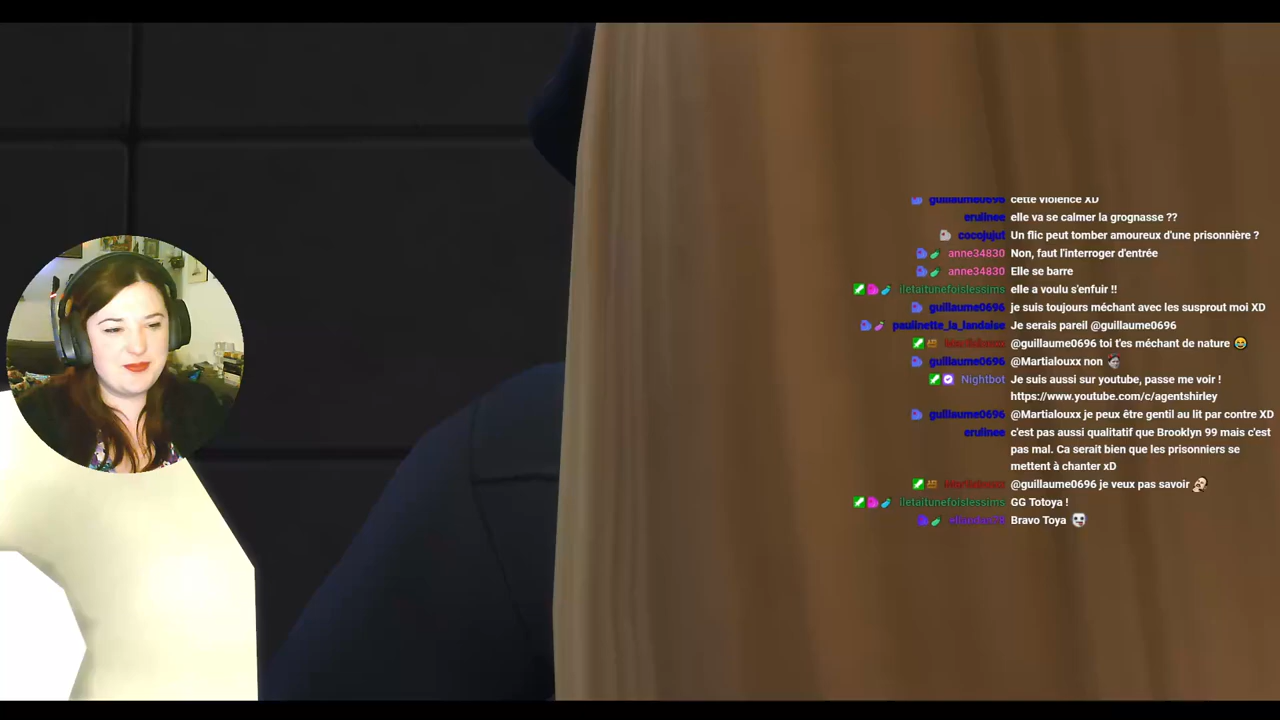 guillaume0696 cette violence XD
erulinee elle va se calmer la grognasse ??
cocojujut Un flic peut tomber amoureux d'une prisonnière ?
anne34830 Non, faut l'interroger d'entrée
anne34830 Elle se barre
iletaitunefoislessims elle a voulu s'enfuir !!
guillaume0696 je suis toujours méchant avec les susprout moi XD
paulinette_la_landaise Je serais pareil @guillaume0696
@guillaume0696 toi t'es méchant de nature
guillaume0696 @Martialouxx non
Nightbot Je suis aussi sur youtube, passe me voir !
https://www.youtube.com/c/agentshirley
guillaume0696 @Martialouxx je peux être gentil au lit par contre XD
erulinee c'est pas aussi qualitatif que Brooklyn 99 mais c'est
pas mal. Ca serait bien que les prisonniers se
mettent à chanter xD
@guillaume0696 je veux pas savoir
iletaitunefoislessims GG Totoya !
Bravo Toya